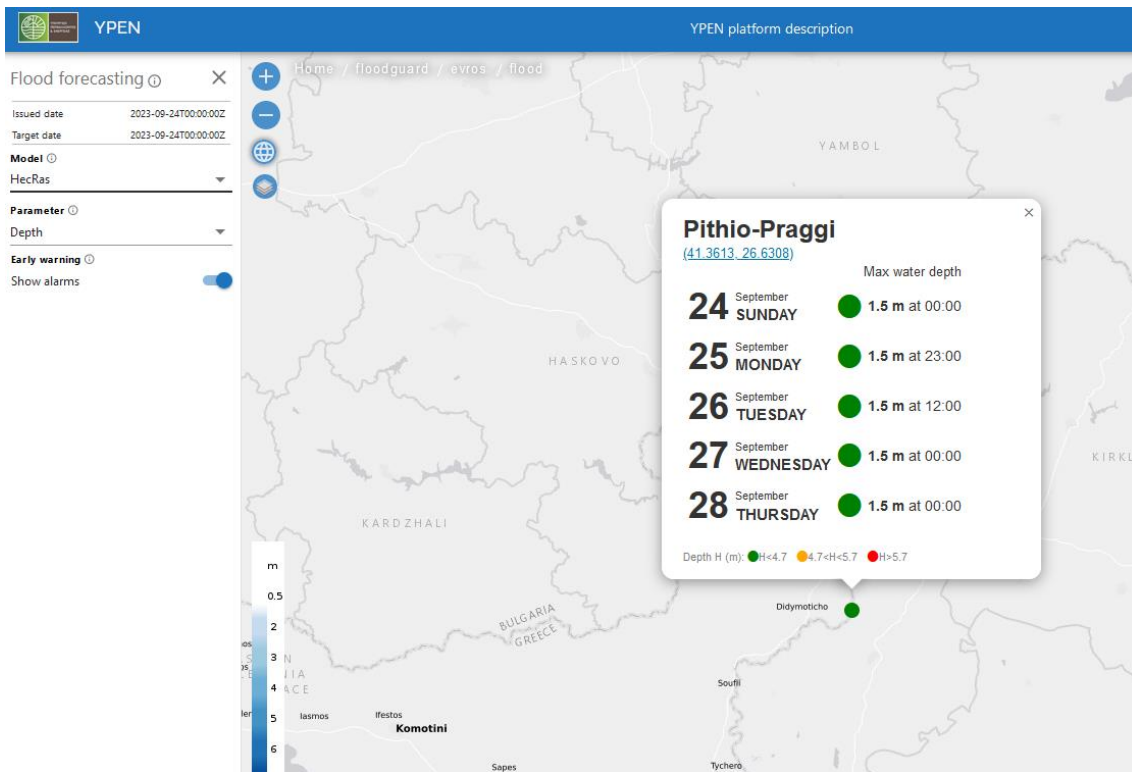 YPEN
YPEN platform description
Flood forecasting
Issued date 2023-09-24T00:00:00Z
Target date 2023-09-24T00:00:00Z
Model
HecRas
Parameter
Depth
Early warning
Show alarms
Home / floodguard / evros / flood
YAMBOL
HASKOVO
KARDZHALI
KIRKL
BULGARIA
GREECE
Pithio-Praggi
(41.3613, 26.6308)
Max water depth
24 September SUNDAY 1.5 m at 00:00
25 September MONDAY 1.5 m at 23:00
26 September TUESDAY 1.5 m at 12:00
27 September WEDNESDAY 1.5 m at 00:00
28 September THURSDAY 1.5 m at 00:00
Depth H (m): H<4.7 4.7<H<5.7 H>5.7
Didymoticho
Soufli
Tychero
Iasmos
Ifestos
Komotini
Sapes
m
0.5
2
3
4
5
6